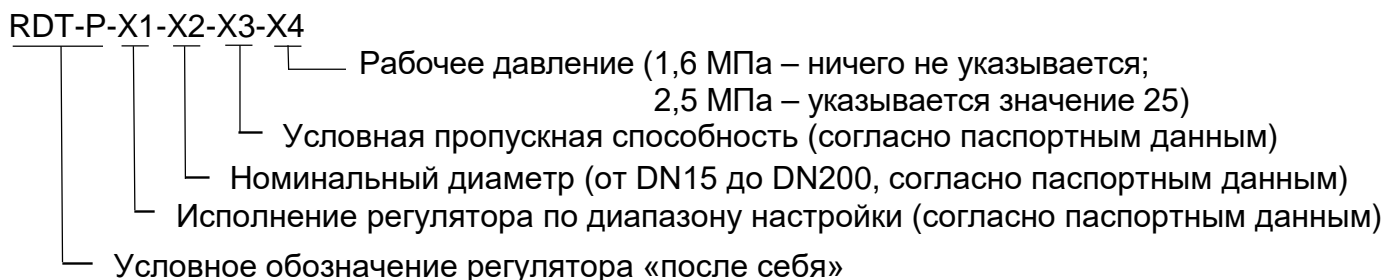 RDT-P-X1-X2-X3-X4
Рабочее давление (1,6 МПа – ничего не указывается;
2,5 МПа – указывается значение 25)
Условная пропускная способность (согласно паспортным данным)
Номинальный диаметр (от DN15 до DN200, согласно паспортным данным)
Исполнение регулятора по диапазону настройки (согласно паспортным данным)
Условное обозначение регулятора «после себя»